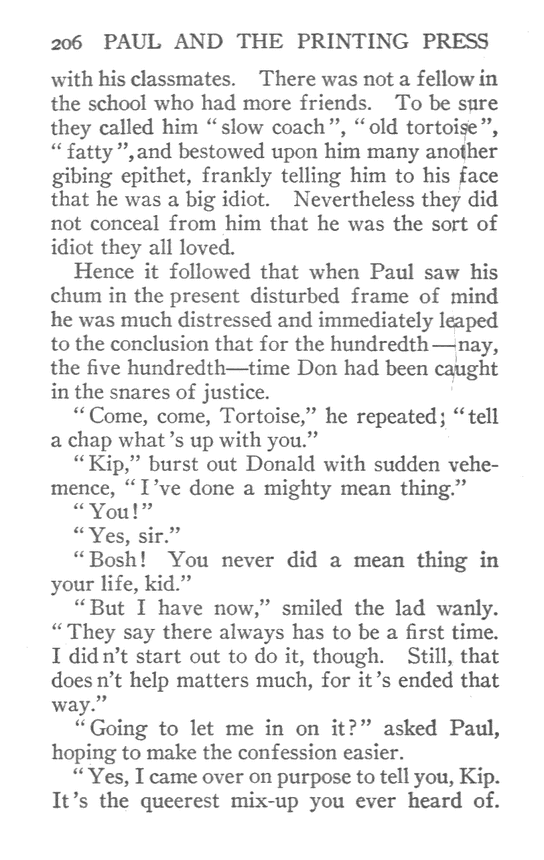 206 PAUL AND THE PRINTING PRESS
with his classmates. There was not a fellow in
the school who had more friends. To be sure
they called him “slow coach”, “old tortoise”,
“fatty”, and bestowed upon him many another
gibing epithet, frankly telling him to his face
that he was a big idiot. Nevertheless they did
not conceal from him that he was the sort of
idiot they all loved.
Hence it followed that when Paul saw his
chum in the present disturbed frame of mind
he was much distressed and immediately leaped
to the conclusion that for the hundredth—nay,
the five hundredth—time Don had been caught
in the snares of justice.
“Come, come, Tortoise,” he repeated; “tell
a chap what's up with you.”
“Kip,” burst out Donald with sudden vehe-
mence, “I've done a mighty mean thing.”
“You!”
“Yes, sir.”
“Bosh! You never did a mean thing in
your life, kid.”
“But I have now,” smiled the lad wanly.
“They say there always has to be a first time.
I didn't start out to do it, though. Still, that
doesn't help matters much, for it's ended that
way.”
“Going to let me in on it?” asked Paul,
hoping to make the confession easier.
“Yes, I came over on purpose to tell you, Kip.
It's the queerest mix-up you ever heard of.